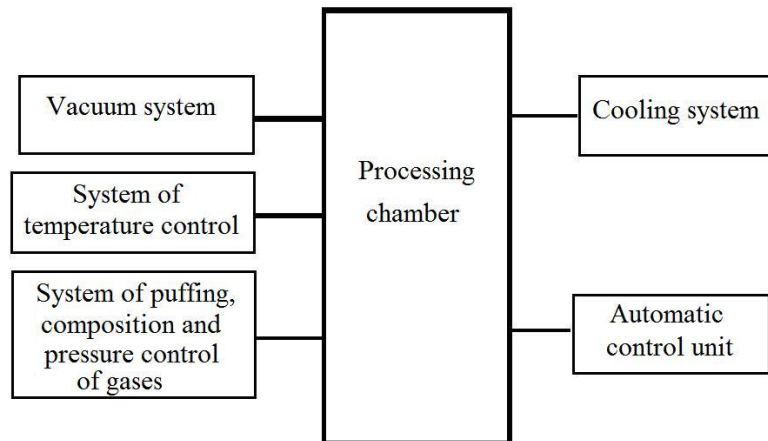 Vacuum system
System of
temperature control
System of puffing,
composition and
pressure control
of gases
Processing
chamber
Cooling system
Automatic
control unit